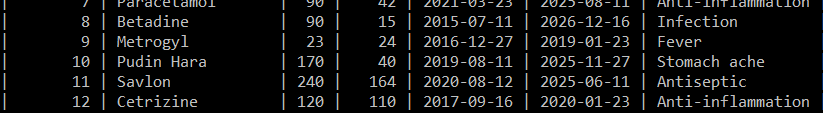 | 7 | Paracetamol | 90 | 42 | 2021-03-23 | 2025-08-11 | Anti-inflammation |
| 8 | Betadine | 90 | 15 | 2015-07-11 | 2026-12-16 | Infection
| 9 | Metrogyl | 23 | 24 | 2016-12-27 | 2019-01-23 | Fever
| 10 | Pudin Hara | 170 | 40 | 2019-08-11 | 2025-11-27 | Stomach ache
| 11 | Savlon | 240 | 164 | 2020-08-12 | 2025-06-11 | Antiseptic
| 12 | Cetrizine | 120 | 110 | 2017-09-16 | 2020-01-23 | Anti-inflammation